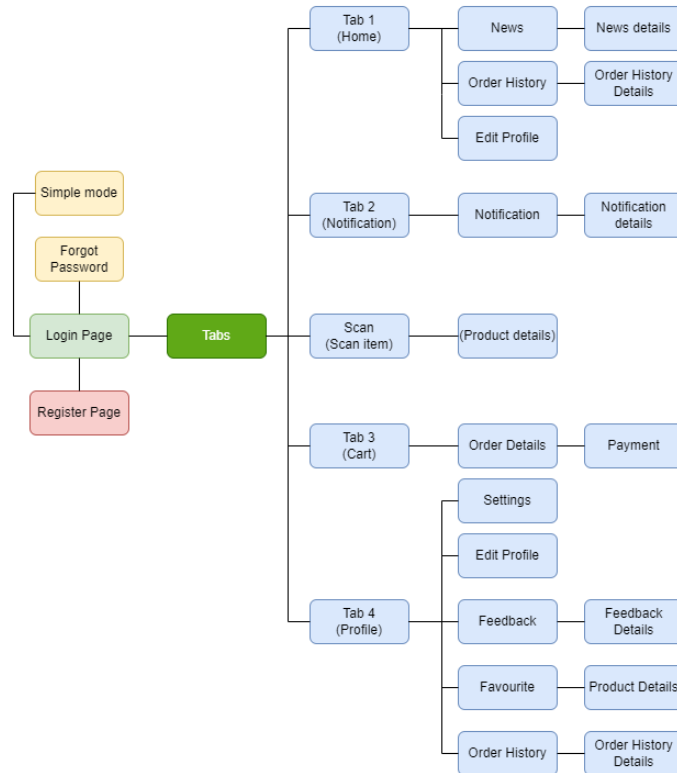 Tab 1
(Home)
News
News details
Order History
Order History
Details
Edit Profile
Simple mode
Tab 2
(Notification)
Notification
Notification
details
Forgot
Password
Login Page
Tabs
Scan
(Scan item)
(Product details)
Register Page
Tab 3
(Cart)
Order Details
Payment
Settings
Edit Profile
Tab 4
(Profile)
Feedback
Feedback
Details
Favourite
Product Details
Order History
Order History
Details